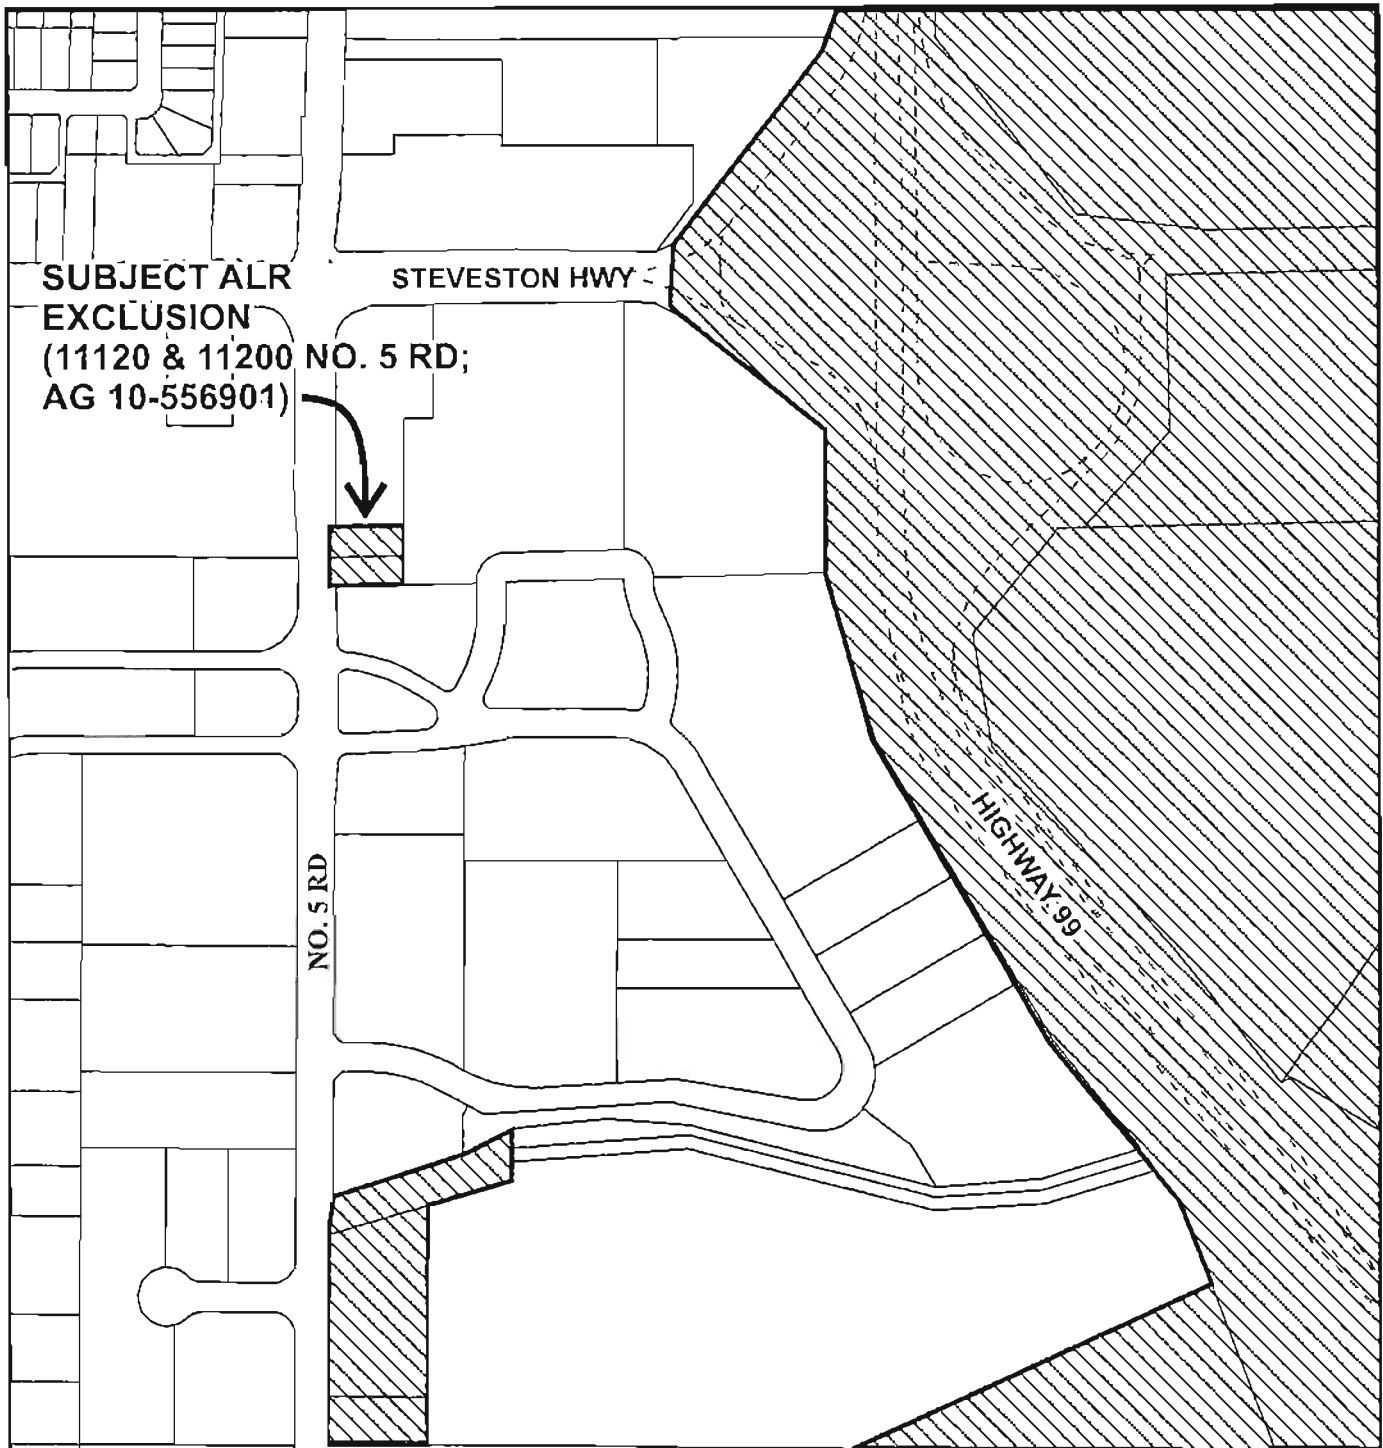 SUBJECT ALR
EXCLUSION
(11120 & 11200 NO. 5 RD;
AG 10-556901)
STEVESTON HWY
HIGHWAY 99
NO. 5 RD